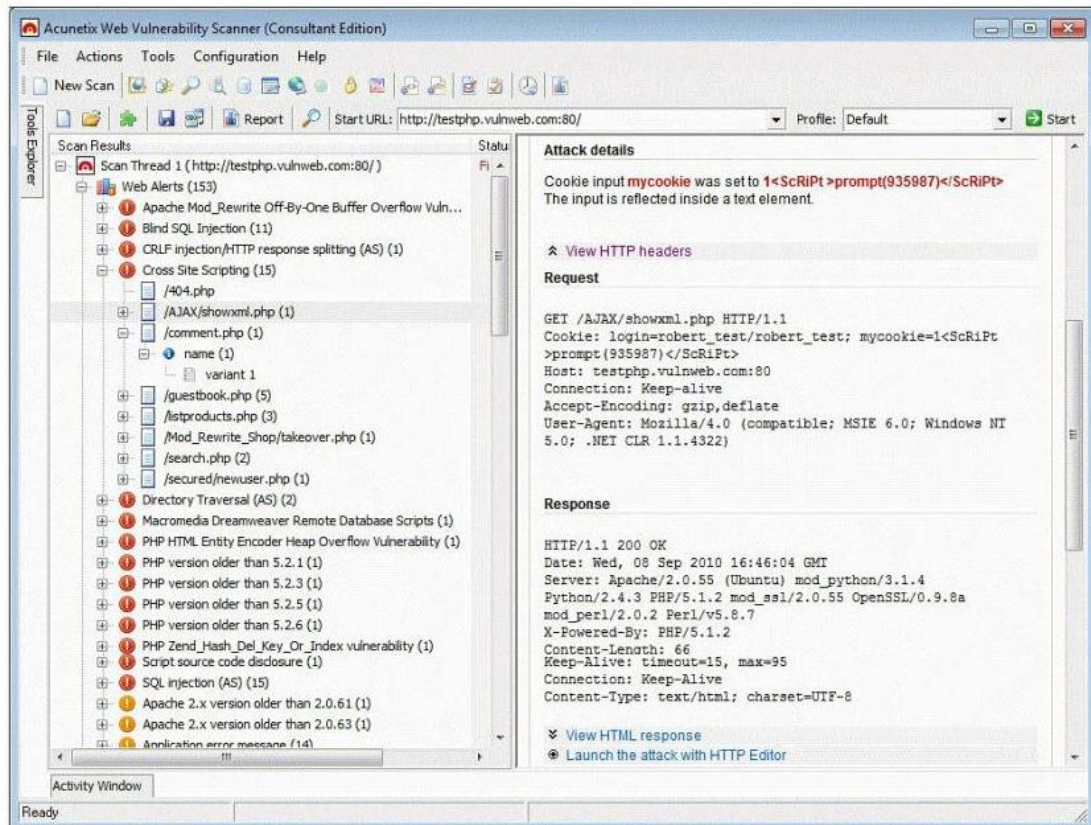 Acunetix Web Vulnerability Scanner (Consultant Edition)
File Actions Tools Configuration Help
New Scan
Tools Explorer
Report Start URL: http://testphp.vulnweb.com:80/ Profile: Default Start
Scan Results Statu
Scan Thread 1 ( http://testphp.vulnweb.com:80/ ) Fi
Web Alerts (153)
Apache Mod_Rewrite Off-By-One Buffer Overflow Vuln...
Blind SQL Injection (11)
CRLF injection/HTTP response splitting (AS) (1)
Cross Site Scripting (15)
/404.php
/AJAX/showxml.php (1)
/comment.php (1)
name (1)
variant 1
/guestbook.php (5)
/listproducts.php (3)
/Mod_Rewrite_Shop/takeover.php (1)
/search.php (2)
/secured/newuser.php (1)
Directory Traversal (AS) (2)
Macromedia Dreamweaver Remote Database Scripts (1)
PHP HTML Entity Encoder Heap Overflow Vulnerability (1)
PHP version older than 5.2.1 (1)
PHP version older than 5.2.3 (1)
PHP version older than 5.2.5 (1)
PHP version older than 5.2.6 (1)
PHP Zend_Hash_Del_Key_Or_Index vulnerability (1)
Script source code disclosure (1)
SQL injection (AS) (15)
Apache 2.x version older than 2.0.61 (1)
Apache 2.x version older than 2.0.63 (1)
Application error message (14)
Attack details
Cookie input mycookie was set to 1<ScRiPt >prompt(935987)</ScRiPt>
The input is reflected inside a text element.
View HTTP headers
Request
GET /AJAX/showxml.php HTTP/1.1
Cookie: login=robert_test/robert_test; mycookie=1<ScRiPt
>prompt(935987)</ScRiPt>
Host: testphp.vulnweb.com:80
Connection: Keep-alive
Accept-Encoding: gzip,deflate
User-Agent: Mozilla/4.0 (compatible; MSIE 6.0; Windows NT
5.0; .NET CLR 1.1.4322)
Response
HTTP/1.1 200 OK
Date: Wed, 08 Sep 2010 16:46:04 GMT
Server: Apache/2.0.55 (Ubuntu) mod_python/3.1.4
Python/2.4.3 PHP/5.1.2 mod_ssl/2.0.55 OpenSSL/0.9.8a
mod_perl/2.0.2 Perl/v5.8.7
X-Powered-By: PHP/5.1.2
Content-Length: 66
Keep-Alive: timeout=15, max=95
Connection: Keep-Alive
Content-Type: text/html; charset=UTF-8
View HTML response
Launch the attack with HTTP Editor
Activity Window
Ready